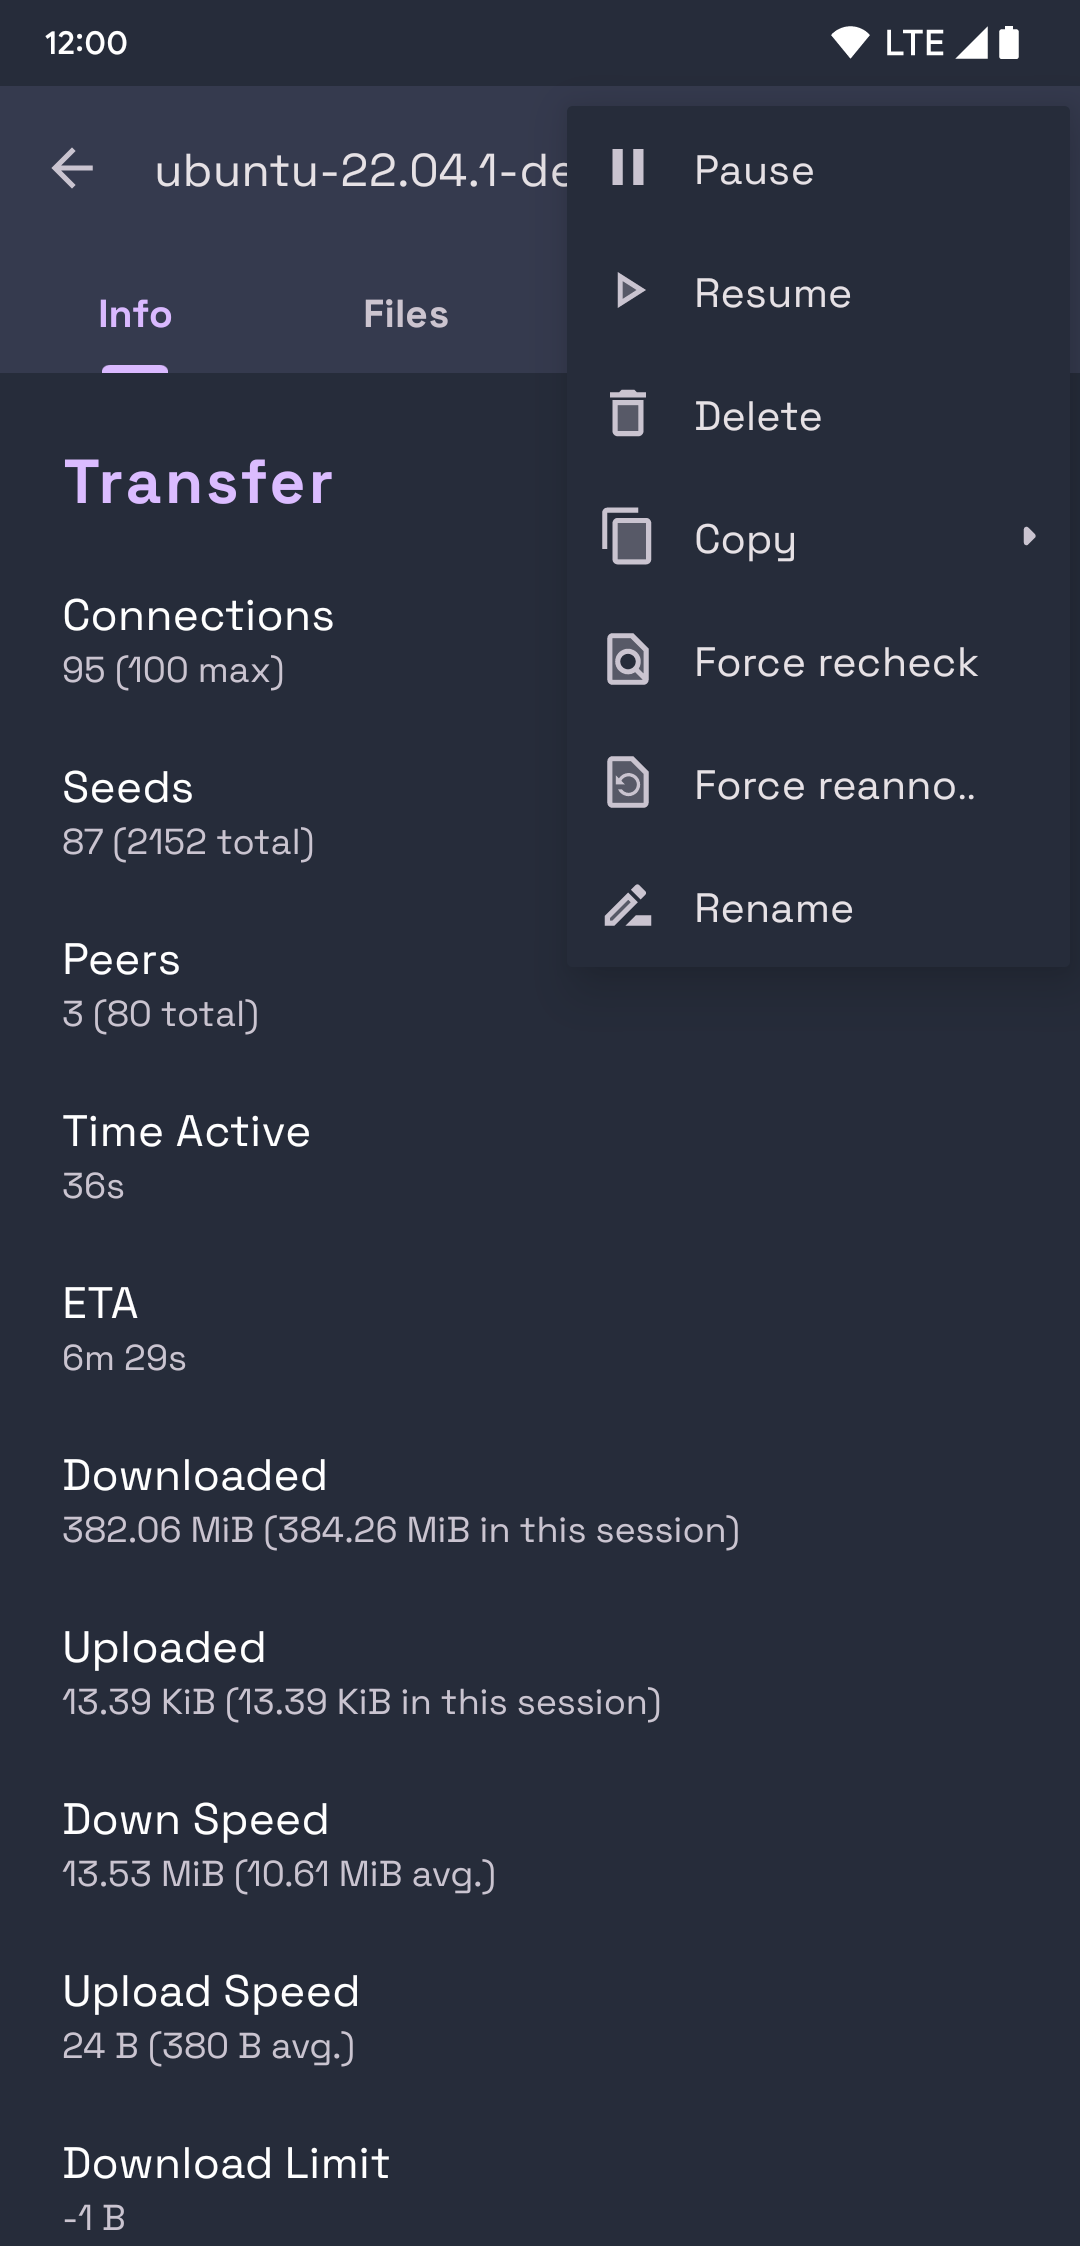 12:00
LTE
ubuntu-22.04.1-de
Info
Files
Pause
Resume
Delete
Copy
Force recheck
Force reanno..
Rename
Transfer
Connections
95 (100 max)
Seeds
87 (2152 total)
Peers
3 (80 total)
Time Active
36s
ETA
6m 29s
Downloaded
382.06 MiB (384.26 MiB in this session)
Uploaded
13.39 KiB (13.39 KiB in this session)
Down Speed
13.53 MiB (10.61 MiB avg.)
Upload Speed
24 B (380 B avg.)
Download Limit
-1 B